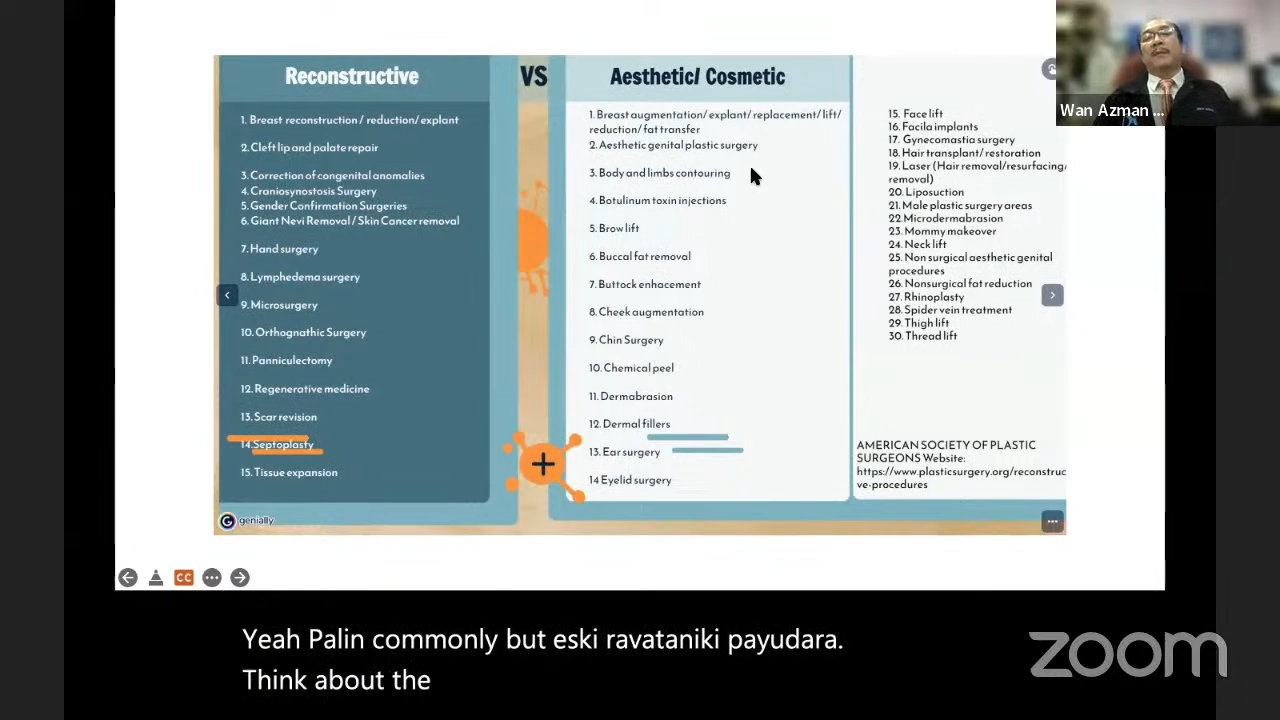 Reconstructive
VS
Aesthetic/ Cosmetic
Wan Azman ...
1. Breast reconstruction / reduction/explant
2. Cleft lip and palate repair
3. Correction of congenital anomalies
4. Craniosynostosis Surgery
5. Gender Confirmation Surgeries
6. Giant Nevi Removal / Skin Cancer removal
7. Hand surgery
8. Lymphedema surgery
9. Microsurgery
10. Orthognathic Surgery
11. Panniculectomy
12. Regenerative medicine
13. Scar revision
14. Septoplasty
15. Tissue expansion
1. Breast augmentation/ explant/ replacement/ lift/
reduction/ fat transfer
2. Aesthetic genital plastic surgery
3. Body and limbs contouring
4. Botulinum toxin injections
5. Brow lift
6. Buccal fat removal
7. Buttock enhacement
8. Cheek augmentation
9. Chin Surgery
10. Chemical peel
11. Dermabrasion
12. Dermal fillers
13. Ear surgery
14 Eyelid surgery
15. Face lift
16. Facila implants
17. Gynecomastia surgery
18. Hair transplant/ restoration
19. Laser (Hair removal/resurfacing/
removal)
20. Liposuction
21. Male plastic surgery areas
22.Microdermabrasion
23. Mommy makeover
24. Neck lift
25. Non surgical aesthetic genital
procedures
26. Nonsurgical fat reduction
27. Rhinoplasty
28. Spider vein treatment
29. Thigh lift
30. Thread lift
AMERICAN SOCIETY OF PLASTIC
SURGEONS Website:
https://www.plasticsurgery.org/reconstruc
ve-procedures
genially
CC
Yeah Palin commonly but eski ravataniki payudara.
Think about the
zoom